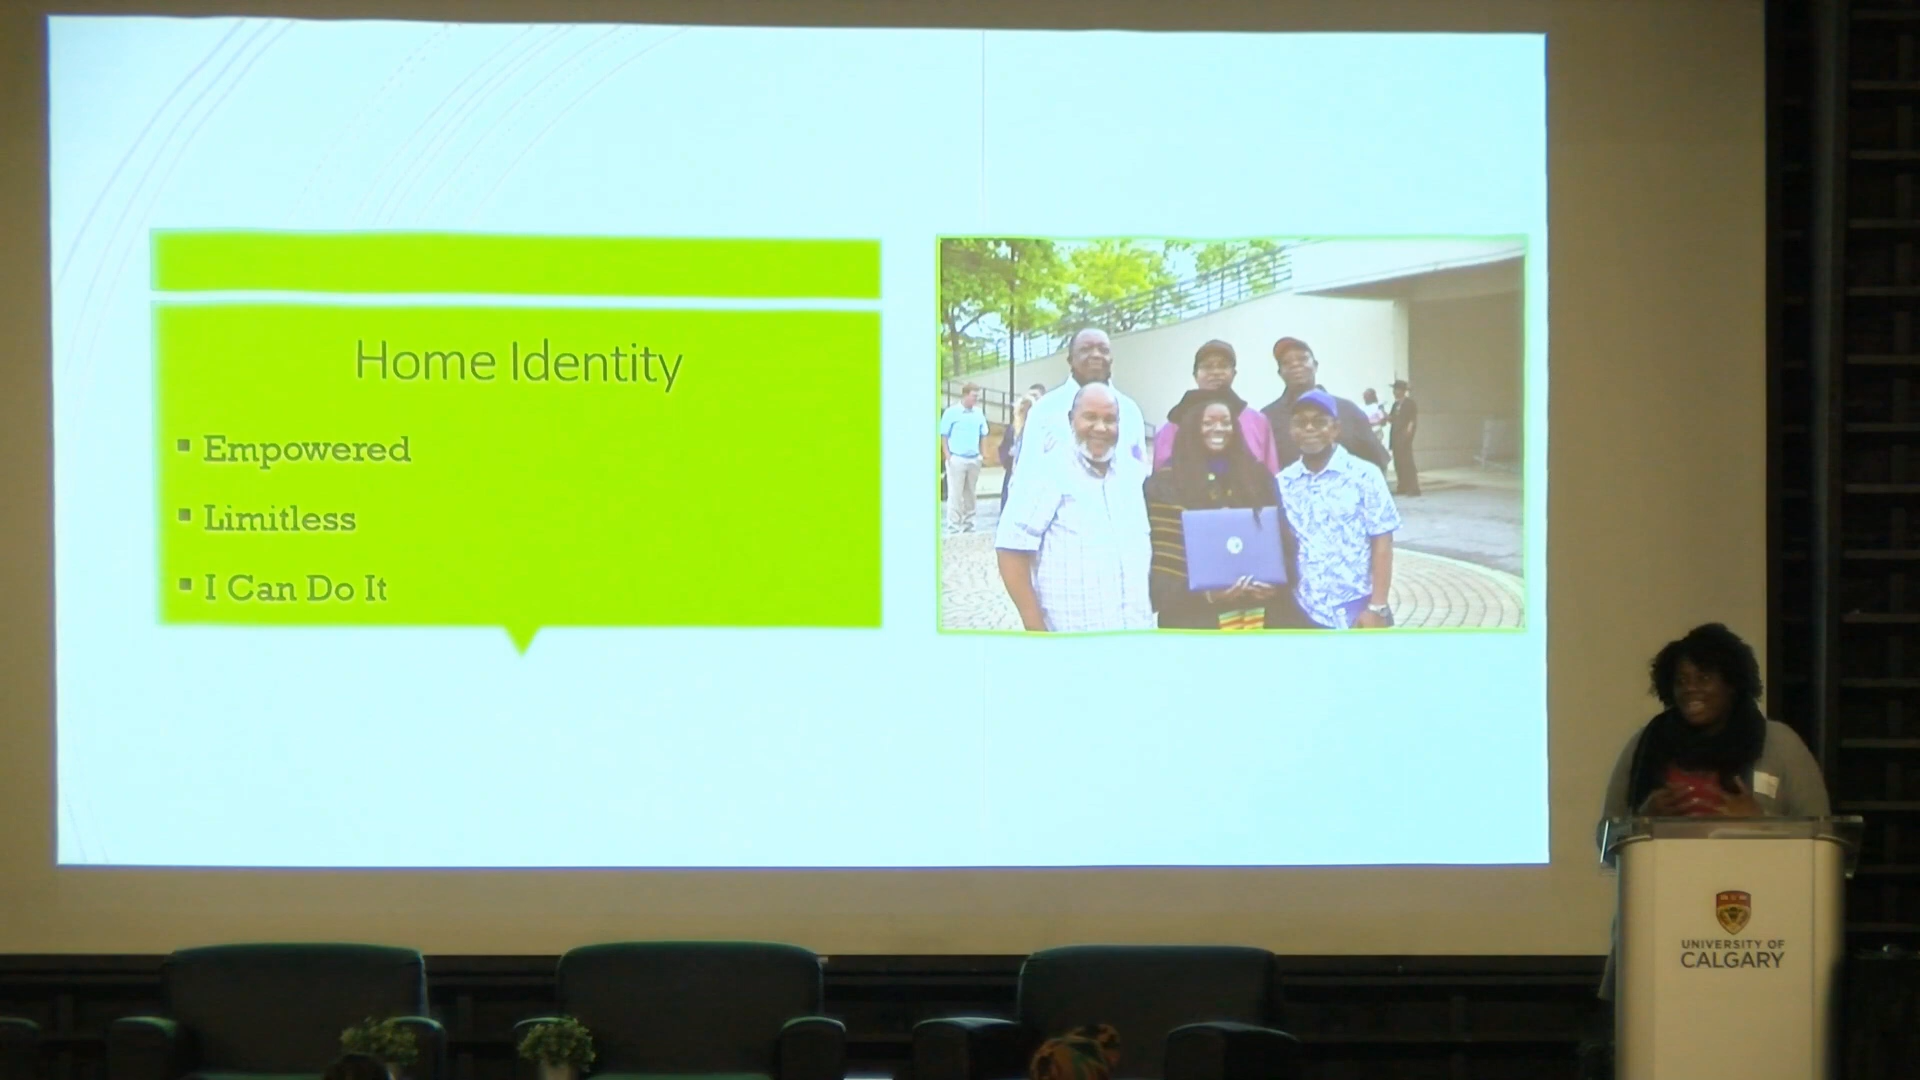 Home Identity
▪ Empowered
▪ Limitless
▪ I Can Do It
UNIVERSITY OF
CALGARY